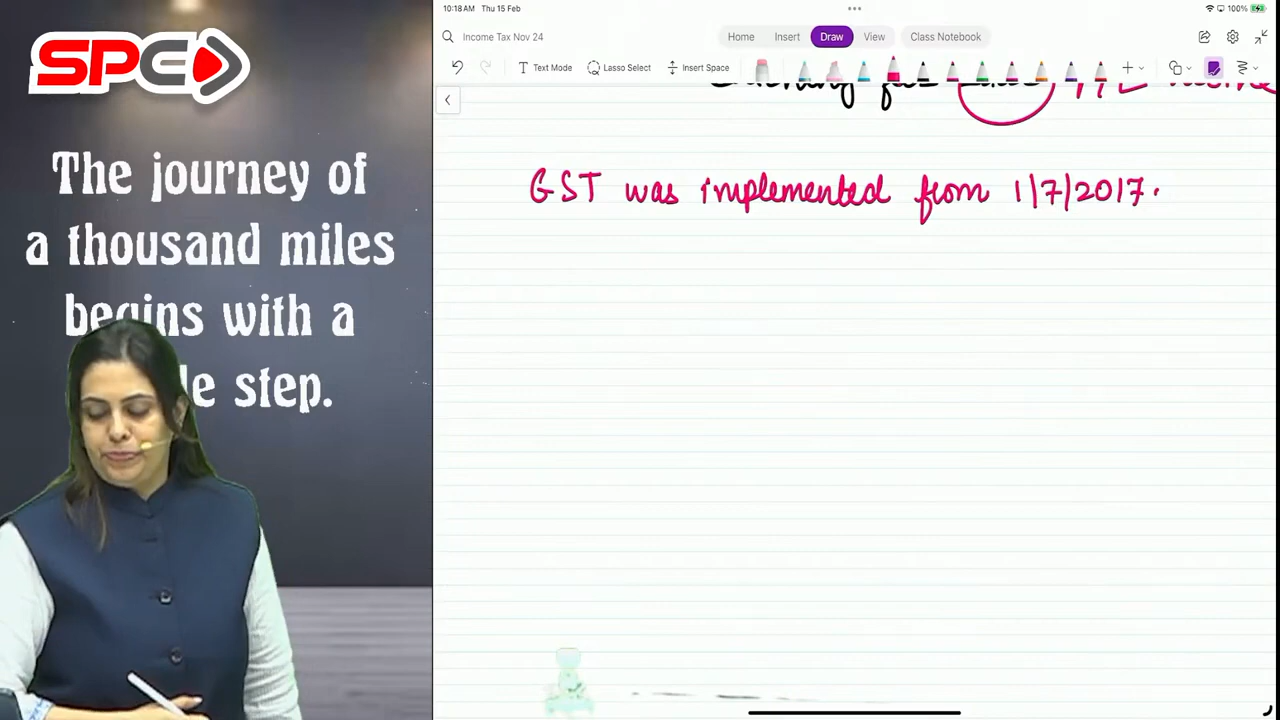 SPC
The journey of
a thousand miles
begins with a
le step.
10:18 AM Thu 15 Feb
100%
Income Tax Nov 24
Home Insert Draw View Class Notebook
Text Mode Lasso Select Insert Space
GST was implemented from 1/7/2017.